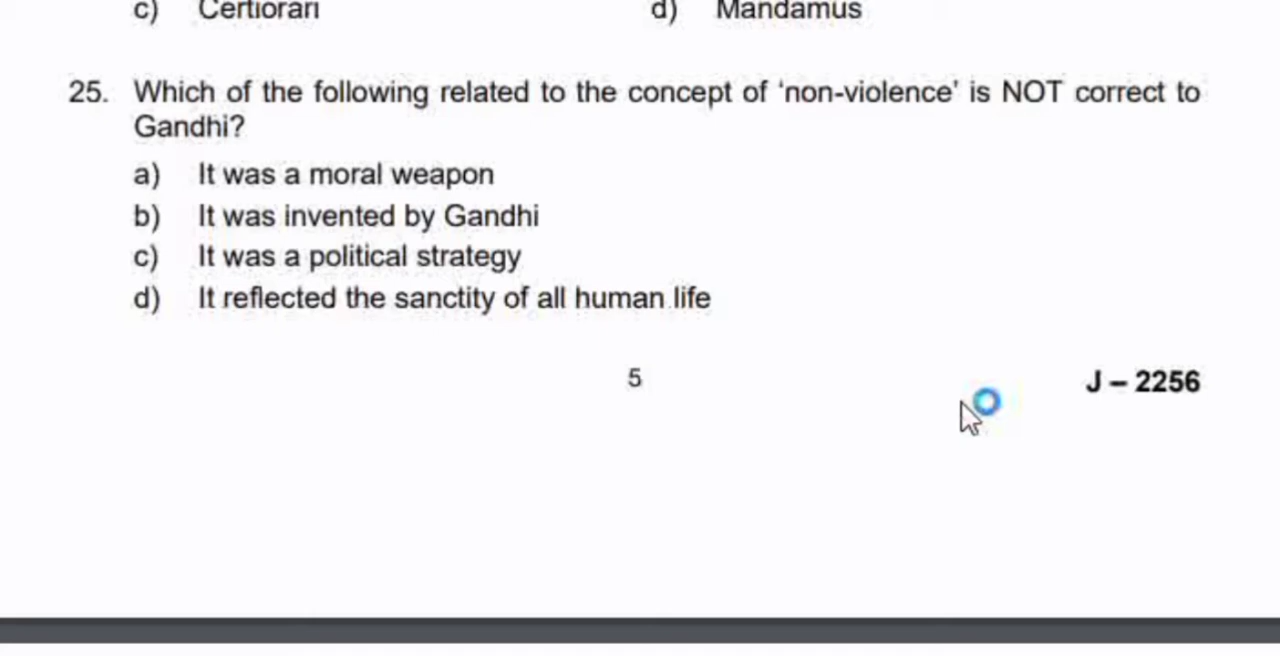 c) Certiorari d) Mandamus
25. Which of the following related to the concept of 'non-violence' is NOT correct to
Gandhi?
a) It was a moral weapon
b) It was invented by Gandhi
c) It was a political strategy
d) It reflected the sanctity of all human life
5
J – 2256